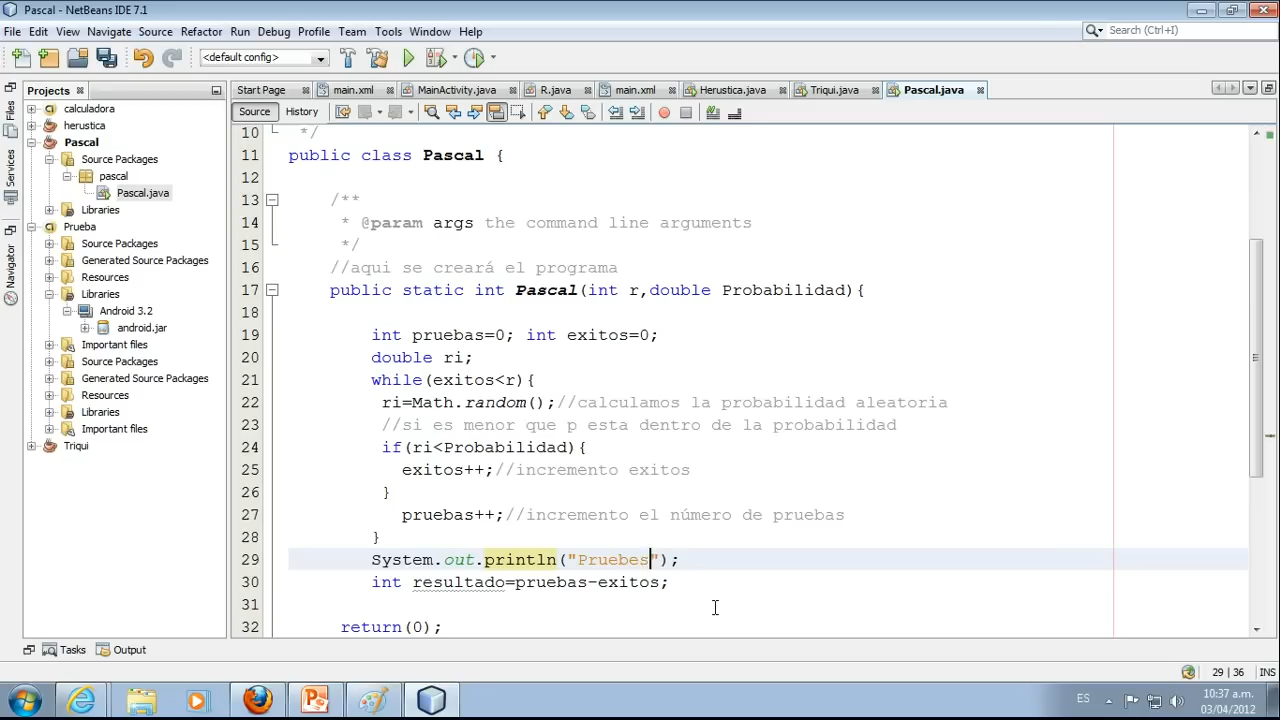 Pascal - NetBeans IDE 7.1
File Edit View Navigate Source Refactor Run Debug Profile Team Tools Window Help
Search (Ctrl+I)
<default config>
Projects
Start Page main.xml MainActivity.java R.java main.xml Herustica.java Triqui.java Pascal.java
Source History
Files
Services
Navigator
calculadora
herustica
Pascal
Source Packages
pascal
Pascal.java
Libraries
Prueba
Source Packages
Generated Source Packages
Resources
Libraries
Android 3.2
android.jar
Important files
Source Packages
Generated Source Packages
Resources
Libraries
Important files
Triqui
10 */
11 public class Pascal {
12
13 /**
14 * @param args the command line arguments
15 */
16 //aqui se creará el programa
17 public static int Pascal(int r,double Probabilidad){
18
19 int pruebas=0; int exitos=0;
20 double ri;
21 while(exitos<r){
22 ri=Math.random();//calculamos la probabilidad aleatoria
23 //si es menor que p esta dentro de la probabilidad
24 if(ri<Probabilidad){
25 exitos++;//incremento exitos
26 }
27 pruebas++;//incremento el número de pruebas
28 }
29 System.out.println("Pruebes");
30 int resultado=pruebas-exitos;
31
32 return(0);
Tasks Output
29 | 36 INS
ES
10:37 a.m.
03/04/2012